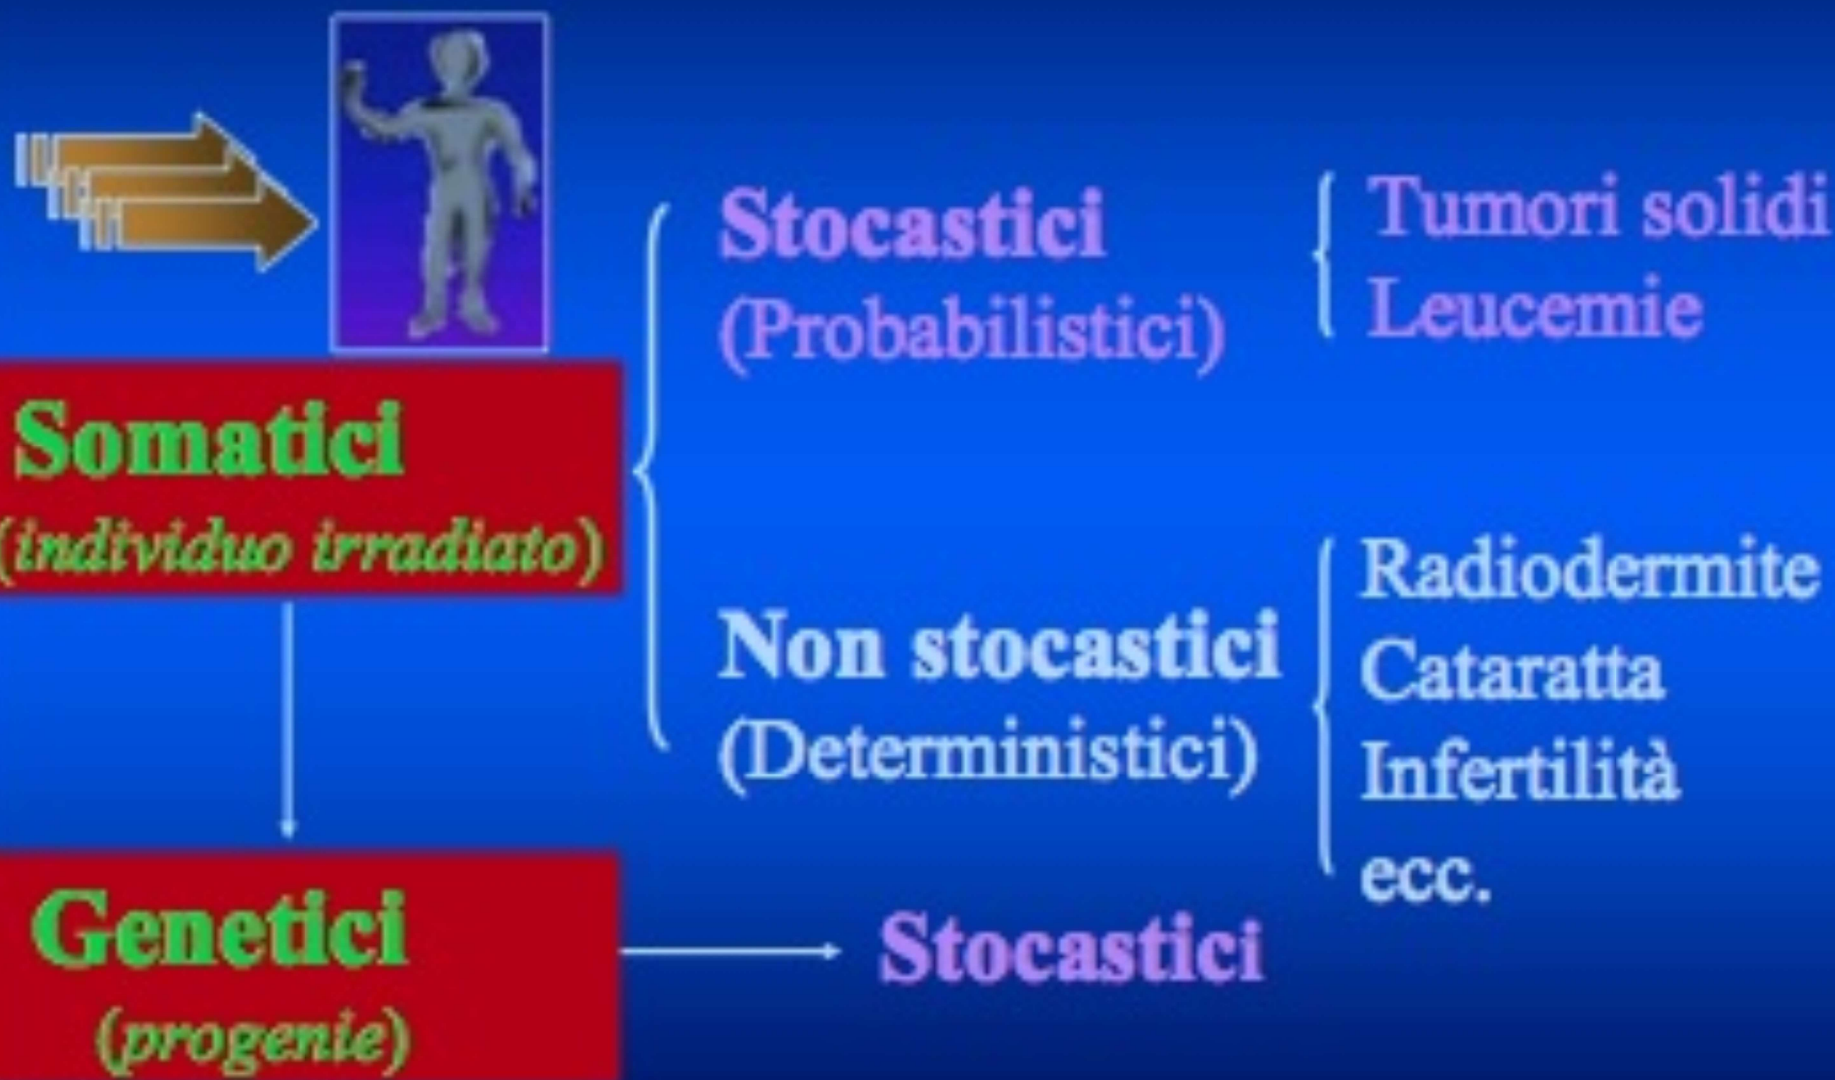 Stocastici
(Probabilistici)
Tumori solidi
Leucemie
Somatici
(individuo irradiato)
Non stocastici
(Deterministici)
Radiodermite
Cataratta
Infertilità
ecc.
Genetici
(progenie)
Stocastici